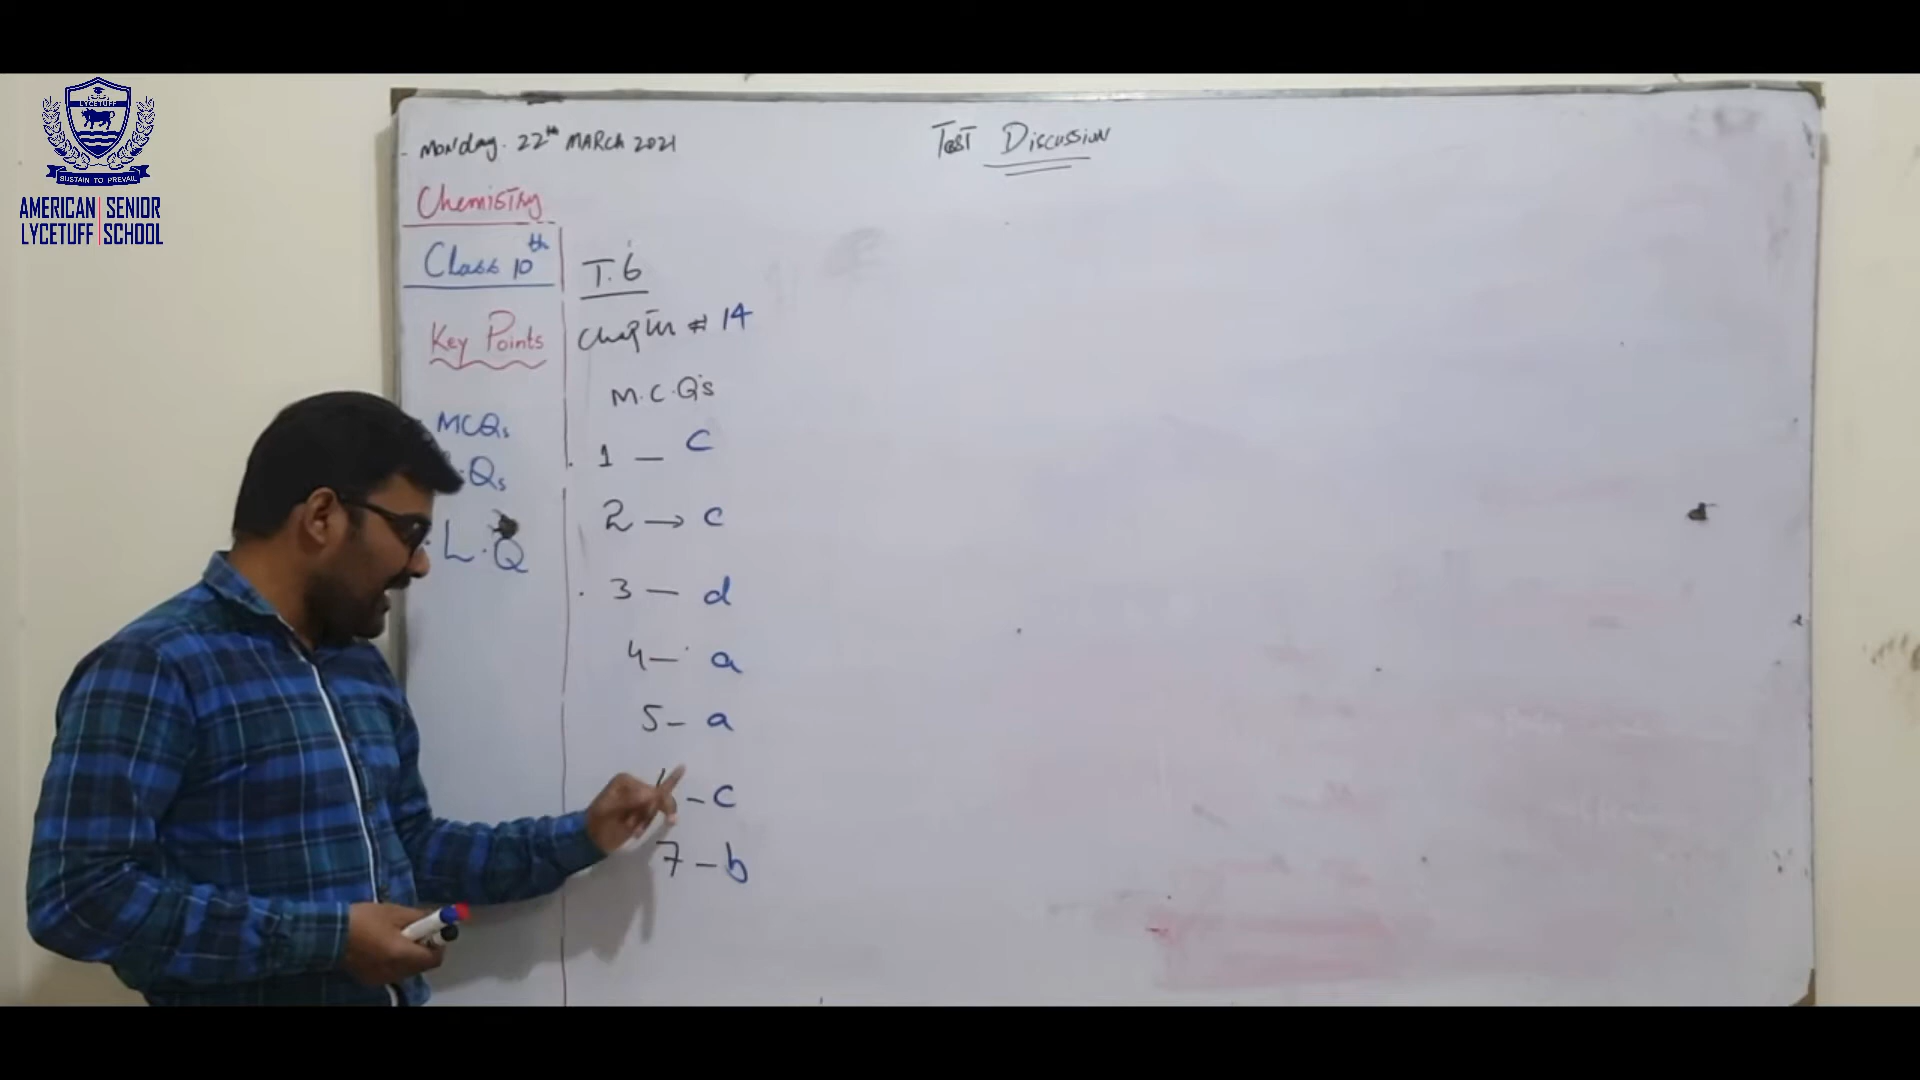 LYCETUFF
SUSTAIN TO PREVAIL
AMERICAN SENIOR
LYCETUFF SCHOOL
Monday. 22th MARCH 2021
Test Discussion
Chemistry
Class 10th
Key Points
MCQs
Qs
L.Q
T.6
Chapter # 14
M.C.Q's
1 — C
2 → C
3 — d
4 — a
5 - a
- C
7 - b